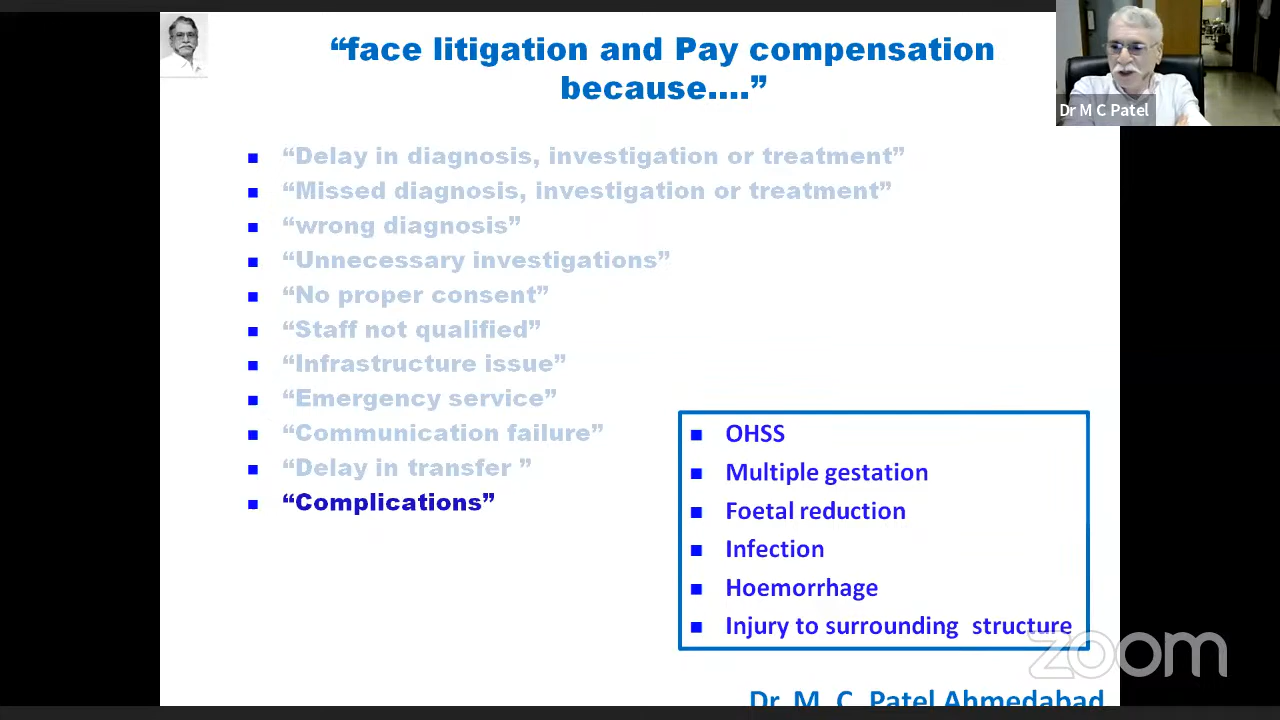 “face litigation and Pay compensation
because....”
Dr M C Patel
“Delay in diagnosis, investigation or treatment”
“Missed diagnosis, investigation or treatment”
“wrong diagnosis”
“Unnecessary investigations”
“No proper consent”
“Staff not qualified”
“Infrastructure issue”
“Emergency service”
“Communication failure”
“Delay in transfer ”
“Complications”
OHSS
Multiple gestation
Foetal reduction
Infection
Hoemorrhage
Injury to surrounding structure
zoom
Dr. M. C. Patel Ahmedabad